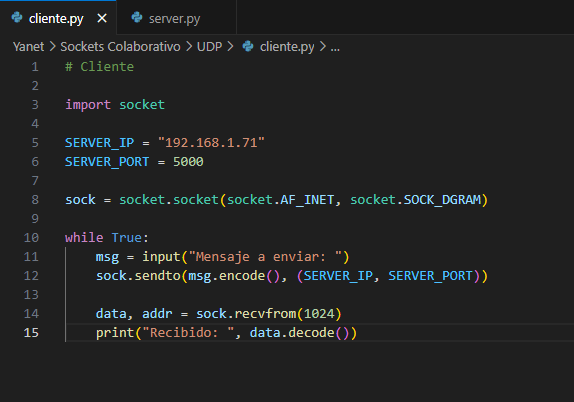 cliente.py X server.py
Yanet > Sockets Colaborativo > UDP > cliente.py > ...
1 # Cliente
2
3 import socket
4
5 SERVER_IP = "192.168.1.71"
6 SERVER_PORT = 5000
7
8 sock = socket.socket(socket.AF_INET, socket.SOCK_DGRAM)
9
10 while True:
11     msg = input("Mensaje a enviar: ")
12     sock.sendto(msg.encode(), (SERVER_IP, SERVER_PORT))
13
14     data, addr = sock.recvfrom(1024)
15     print("Recibido: ", data.decode())